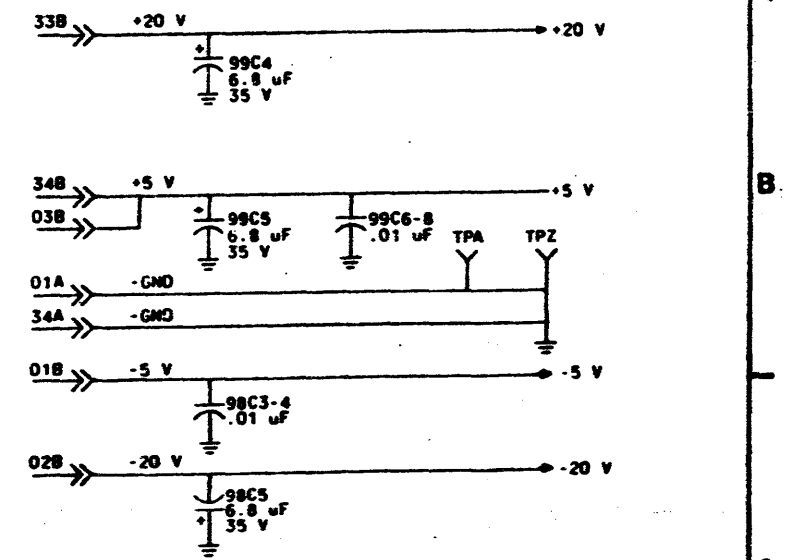 33B +20 V +20 V
+
99C4
6.8 uF
35 V
34B +5 V +5 V
03B
+
99C5
6.8 uF
35 V
99C6-8
.01 uF
TPA TPZ
01A -GND
34A -GND
01B -5 V -5 V
98C3-4
.01 uF
02B -20 V -20 V
98C5
6.8 uF
+
35 V
B